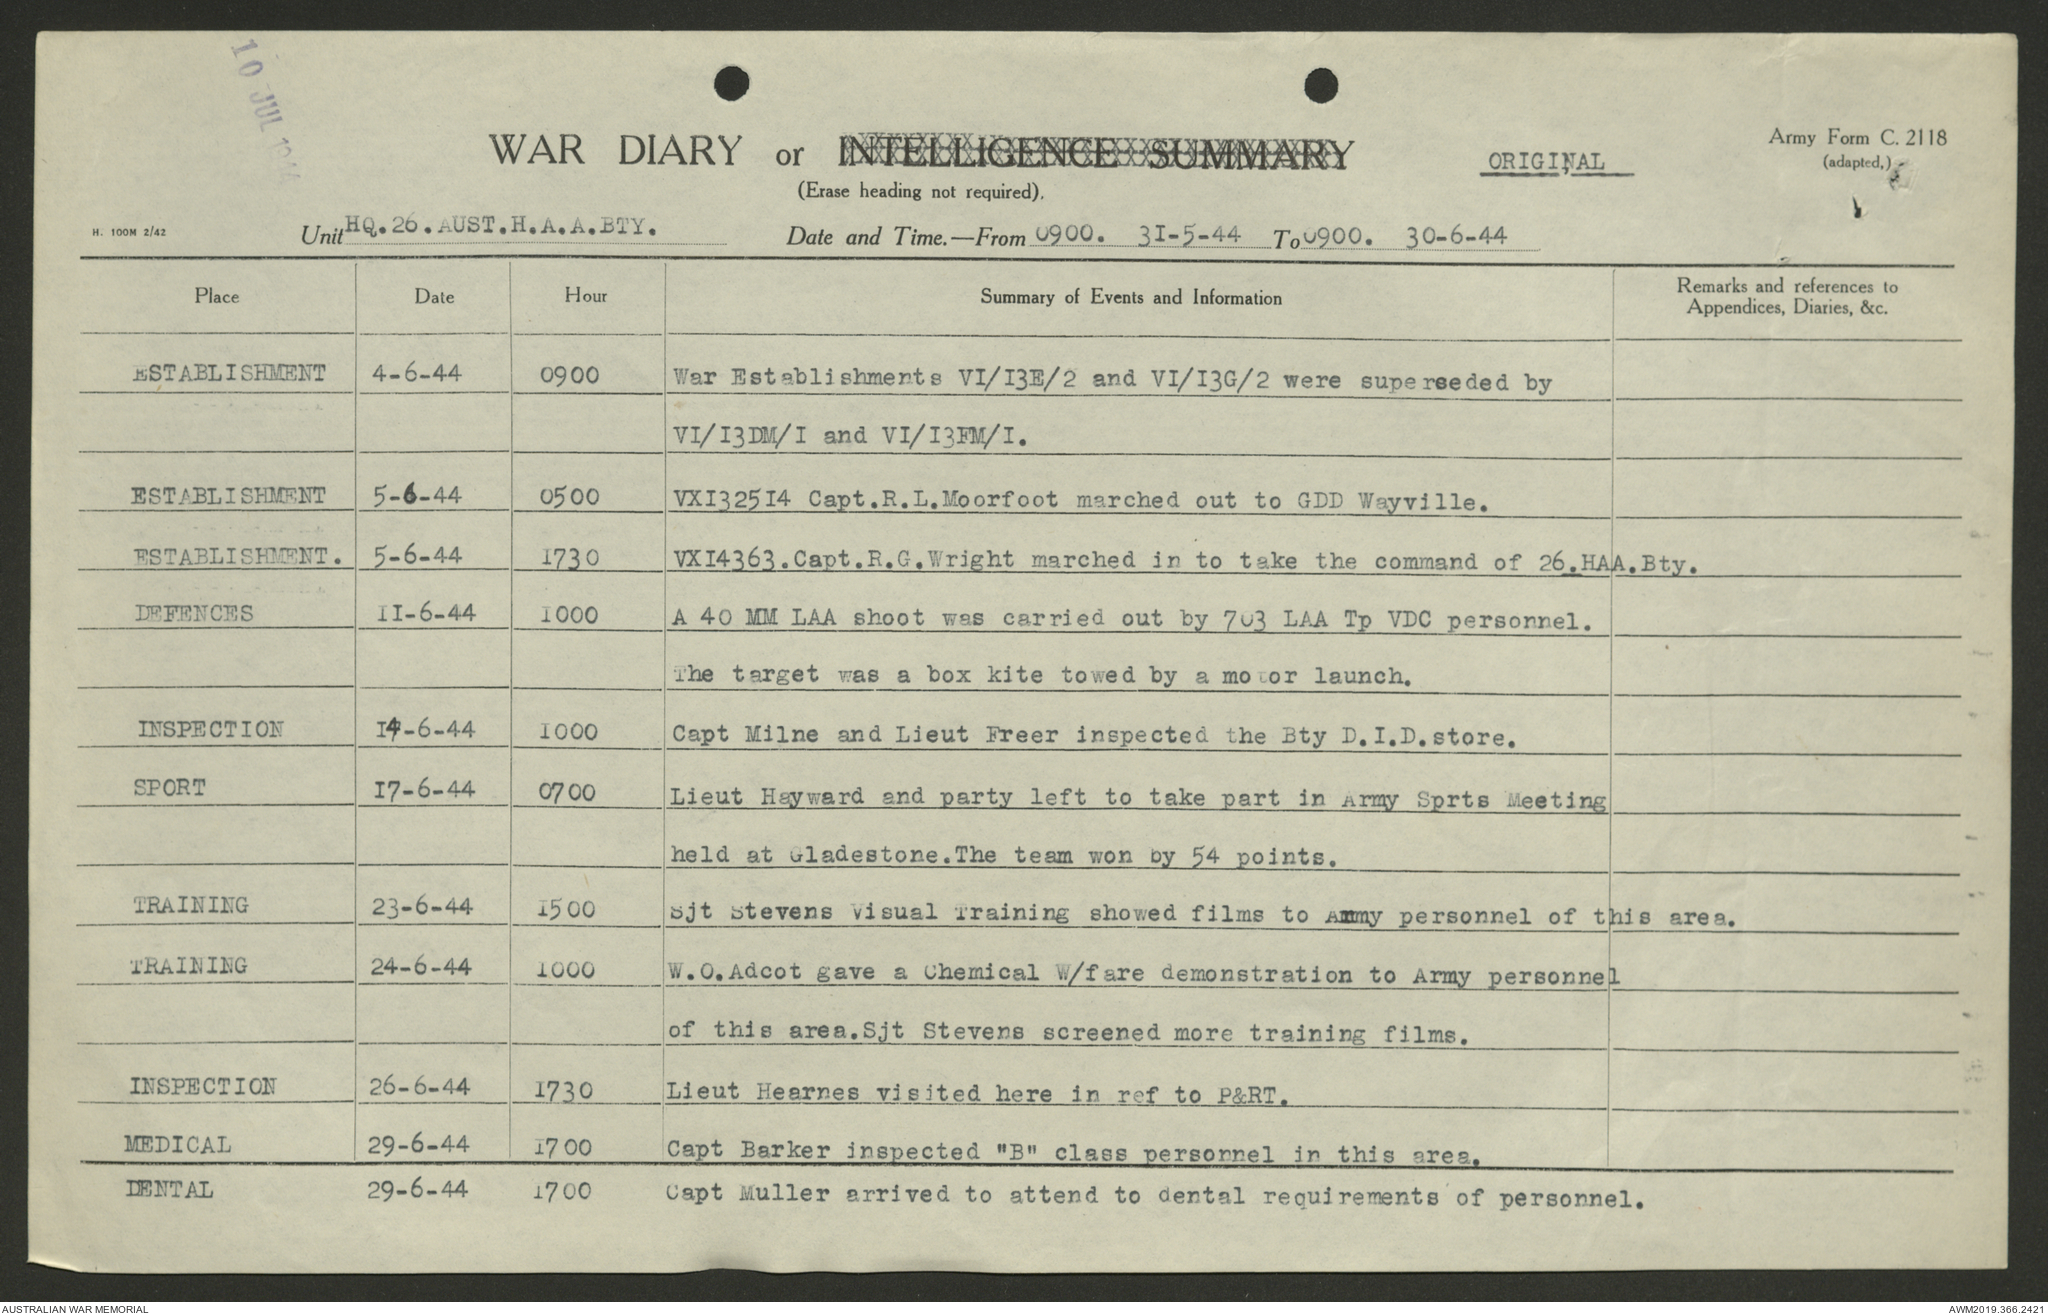 10 JUL 1944
WAR DIARY or INTELLIGENCE SUMMARY
ORIGINAL
Army Form C. 2118
(adapted,)
(Erase heading not required).
H. 100M 2/42
Unit HQ.26.AUST.H.A.A.BTY.
Date and Time.—From 0900. 3I-5-44 To 0900. 30-6-44
Place Date Hour Summary of Events and Information Remarks and references to
Appendices, Diaries, &c.
ESTABLISHMENT 4-6-44 0900 War Establishments VI/I3E/2 and VI/I3G/2 were superseded by
VI/I3DM/I and VI/I3FM/I.
ESTABLISHMENT 5-6-44 0500 VXI325I4 Capt.R.L.Moorfoot marched out to GDD Wayville.
ESTABLISHMENT. 5-6-44 I730 VXI4363.Capt.R.G.Wright marched in to take the command of 26.HAA.Bty.
DEFENCES II-6-44 I000 A 40 MM LAA shoot was carried out by 703 LAA Tp VDC personnel.
The target was a box kite towed by a motor launch.
INSPECTION I4-6-44 I000 Capt Milne and Lieut Freer inspected the Bty D.I.D.store.
SPORT I7-6-44 0700 Lieut Hayward and party left to take part in Army Sprts Meeting
held at Gladestone.The team won by 54 points.
TRAINING 23-6-44 I500 Sjt Stevens Visual Training showed films to Ammy personnel of this area.
TRAINING 24-6-44 I000 W.O.Adcot gave a Chemical W/fare demonstration to Army personnel
of this area.Sjt Stevens screened more training films.
INSPECTION 26-6-44 I730 Lieut Hearnes visited here in ref to P&RT.
MEDICAL 29-6-44 I700 Capt Barker inspected "B" class personnel in this area.
DENTAL 29-6-44 I700 Capt Muller arrived to attend to dental requirements of personnel.
AUSTRALIAN WAR MEMORIAL
AWM2019.366.2421